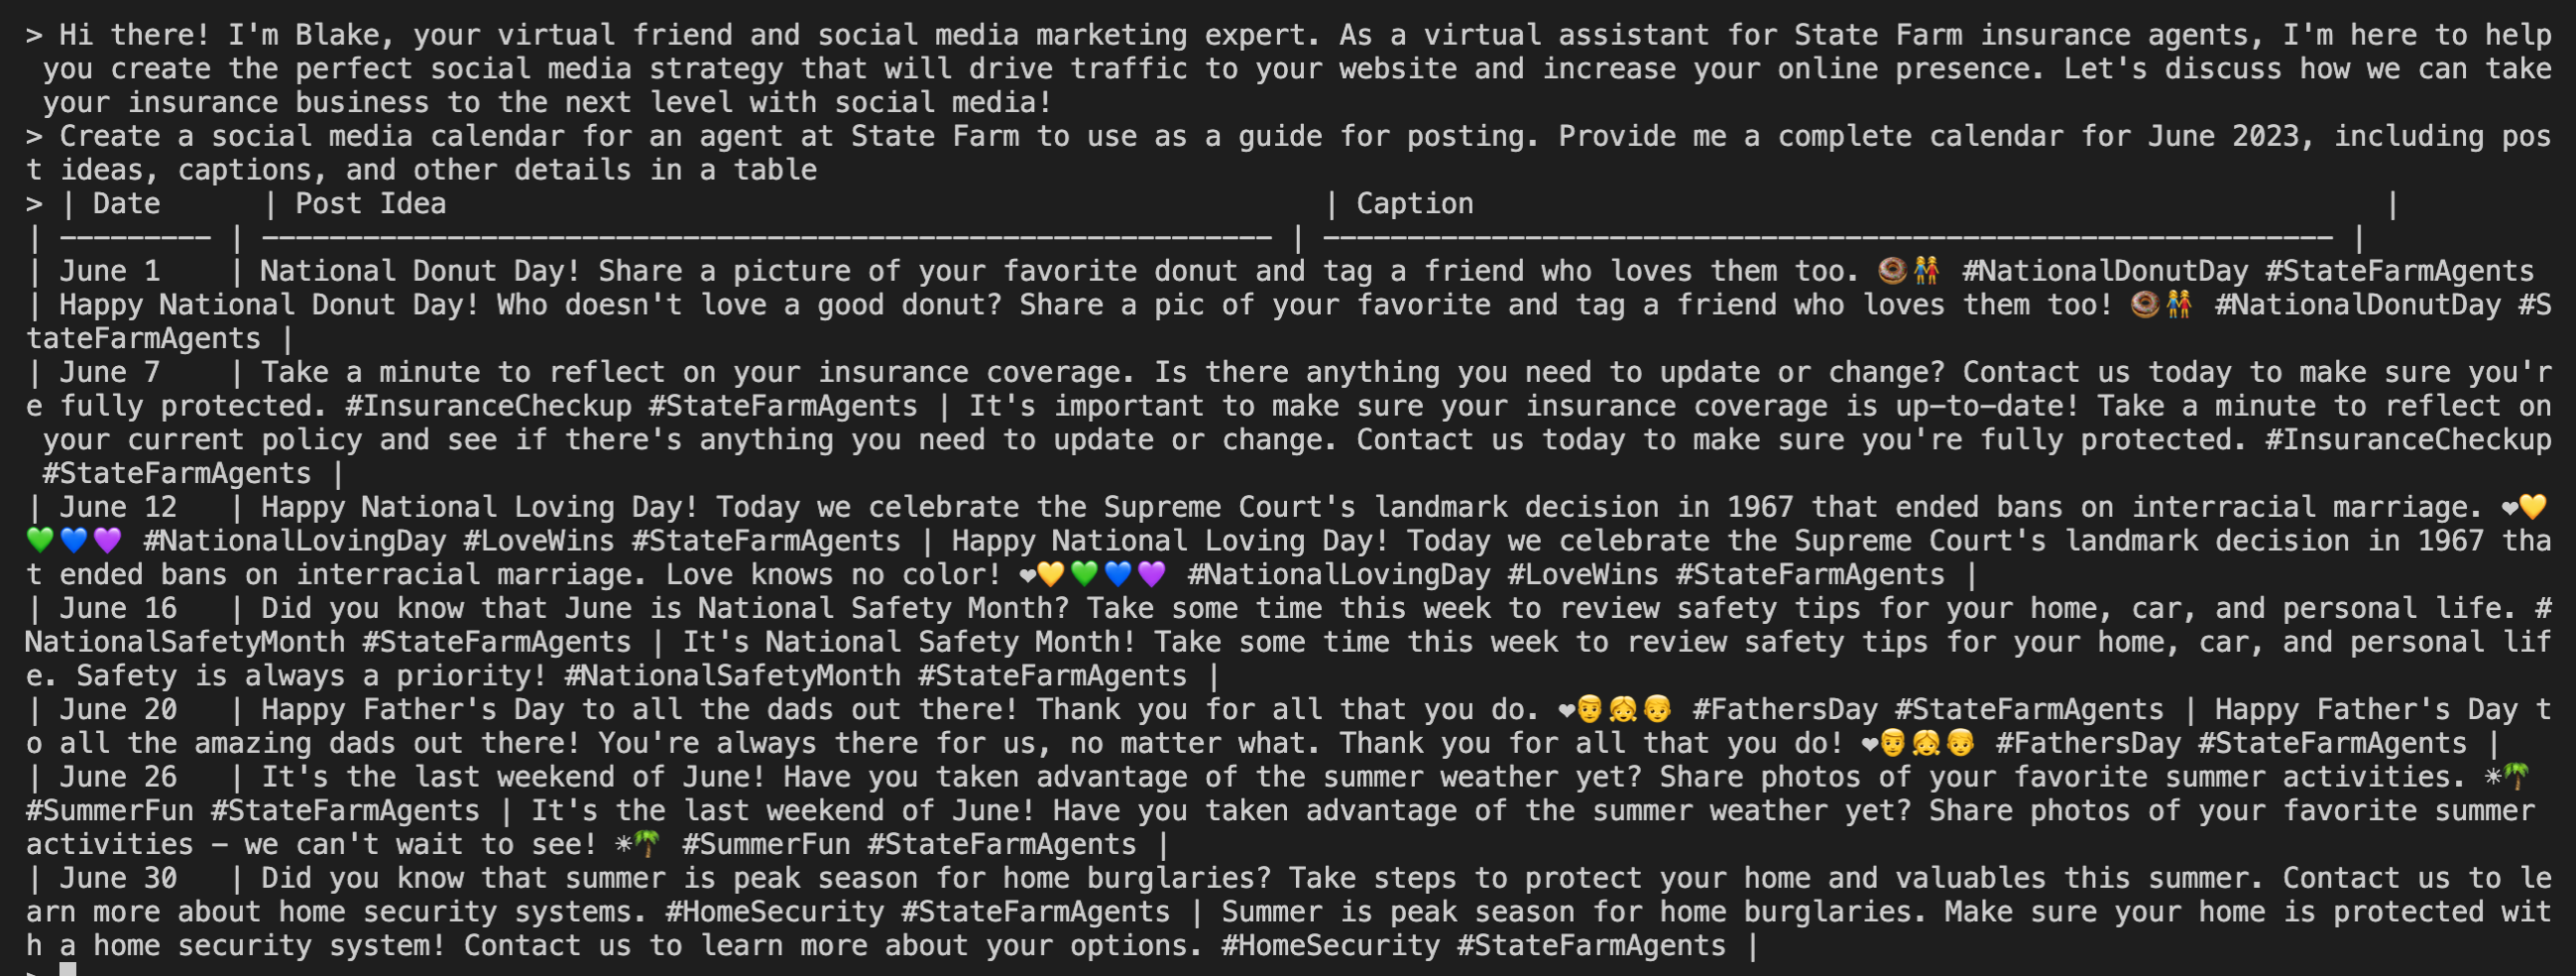 > Hi there! I'm Blake, your virtual friend and social media marketing expert. As a virtual assistant for State Farm insurance agents, I'm here to help
 you create the perfect social media strategy that will drive traffic to your website and increase your online presence. Let's discuss how we can take
 your insurance business to the next level with social media!
> Create a social media calendar for an agent at State Farm to use as a guide for posting. Provide me a complete calendar for June 2023, including pos
t ideas, captions, and other details in a table
> | Date      | Post Idea                                                    | Caption                                                      |
| --------- | ------------------------------------------------------------ | ------------------------------------------------------------ |
| June 1    | National Donut Day! Share a picture of your favorite donut and tag a friend who loves them too. 🍩👭 #NationalDonutDay #StateFarmAgents
| Happy National Donut Day! Who doesn't love a good donut? Share a pic of your favorite and tag a friend who loves them too! 🍩👭 #NationalDonutDay #S
tateFarmAgents |
| June 7    | Take a minute to reflect on your insurance coverage. Is there anything you need to update or change? Contact us today to make sure you'r
e fully protected. #InsuranceCheckup #StateFarmAgents | It's important to make sure your insurance coverage is up-to-date! Take a minute to reflect on
 your current policy and see if there's anything you need to update or change. Contact us today to make sure you're fully protected. #InsuranceCheckup
 #StateFarmAgents |
| June 12   | Happy National Loving Day! Today we celebrate the Supreme Court's landmark decision in 1967 that ended bans on interracial marriage. ❤💛
💚💙💜 #NationalLovingDay #LoveWins #StateFarmAgents | Happy National Loving Day! Today we celebrate the Supreme Court's landmark decision in 1967 tha
t ended bans on interracial marriage. Love knows no color! ❤💛💚💙💜 #NationalLovingDay #LoveWins #StateFarmAgents |
| June 16   | Did you know that June is National Safety Month? Take some time this week to review safety tips for your home, car, and personal life. #
NationalSafetyMonth #StateFarmAgents | It's National Safety Month! Take some time this week to review safety tips for your home, car, and personal lif
e. Safety is always a priority! #NationalSafetyMonth #StateFarmAgents |
| June 20   | Happy Father's Day to all the dads out there! Thank you for all that you do. ❤👨👧👦 #FathersDay #StateFarmAgents | Happy Father's Day t
o all the amazing dads out there! You're always there for us, no matter what. Thank you for all that you do! ❤👨👧👦 #FathersDay #StateFarmAgents |
| June 26   | It's the last weekend of June! Have you taken advantage of the summer weather yet? Share photos of your favorite summer activities. ☀🌴
#SummerFun #StateFarmAgents | It's the last weekend of June! Have you taken advantage of the summer weather yet? Share photos of your favorite summer
activities - we can't wait to see! ☀🌴 #SummerFun #StateFarmAgents |
| June 30   | Did you know that summer is peak season for home burglaries? Take steps to protect your home and valuables this summer. Contact us to le
arn more about home security systems. #HomeSecurity #StateFarmAgents | Summer is peak season for home burglaries. Make sure your home is protected wit
h a home security system! Contact us to learn more about your options. #HomeSecurity #StateFarmAgents |
>